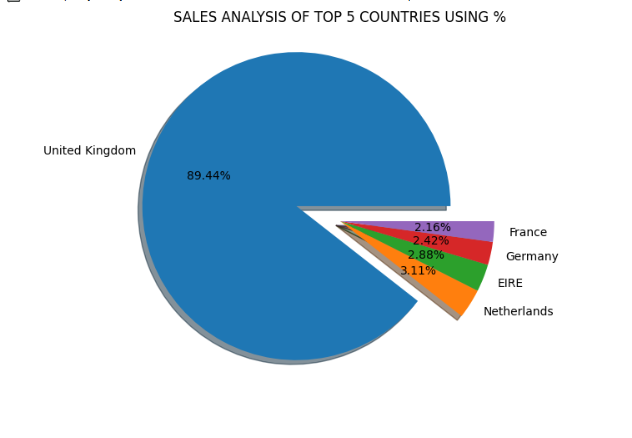 SALES ANALYSIS OF TOP 5 COUNTRIES USING %
United Kingdom
89.44%
2.16%
France
2.42%
Germany
2.88%
EIRE
3.11%
Netherlands